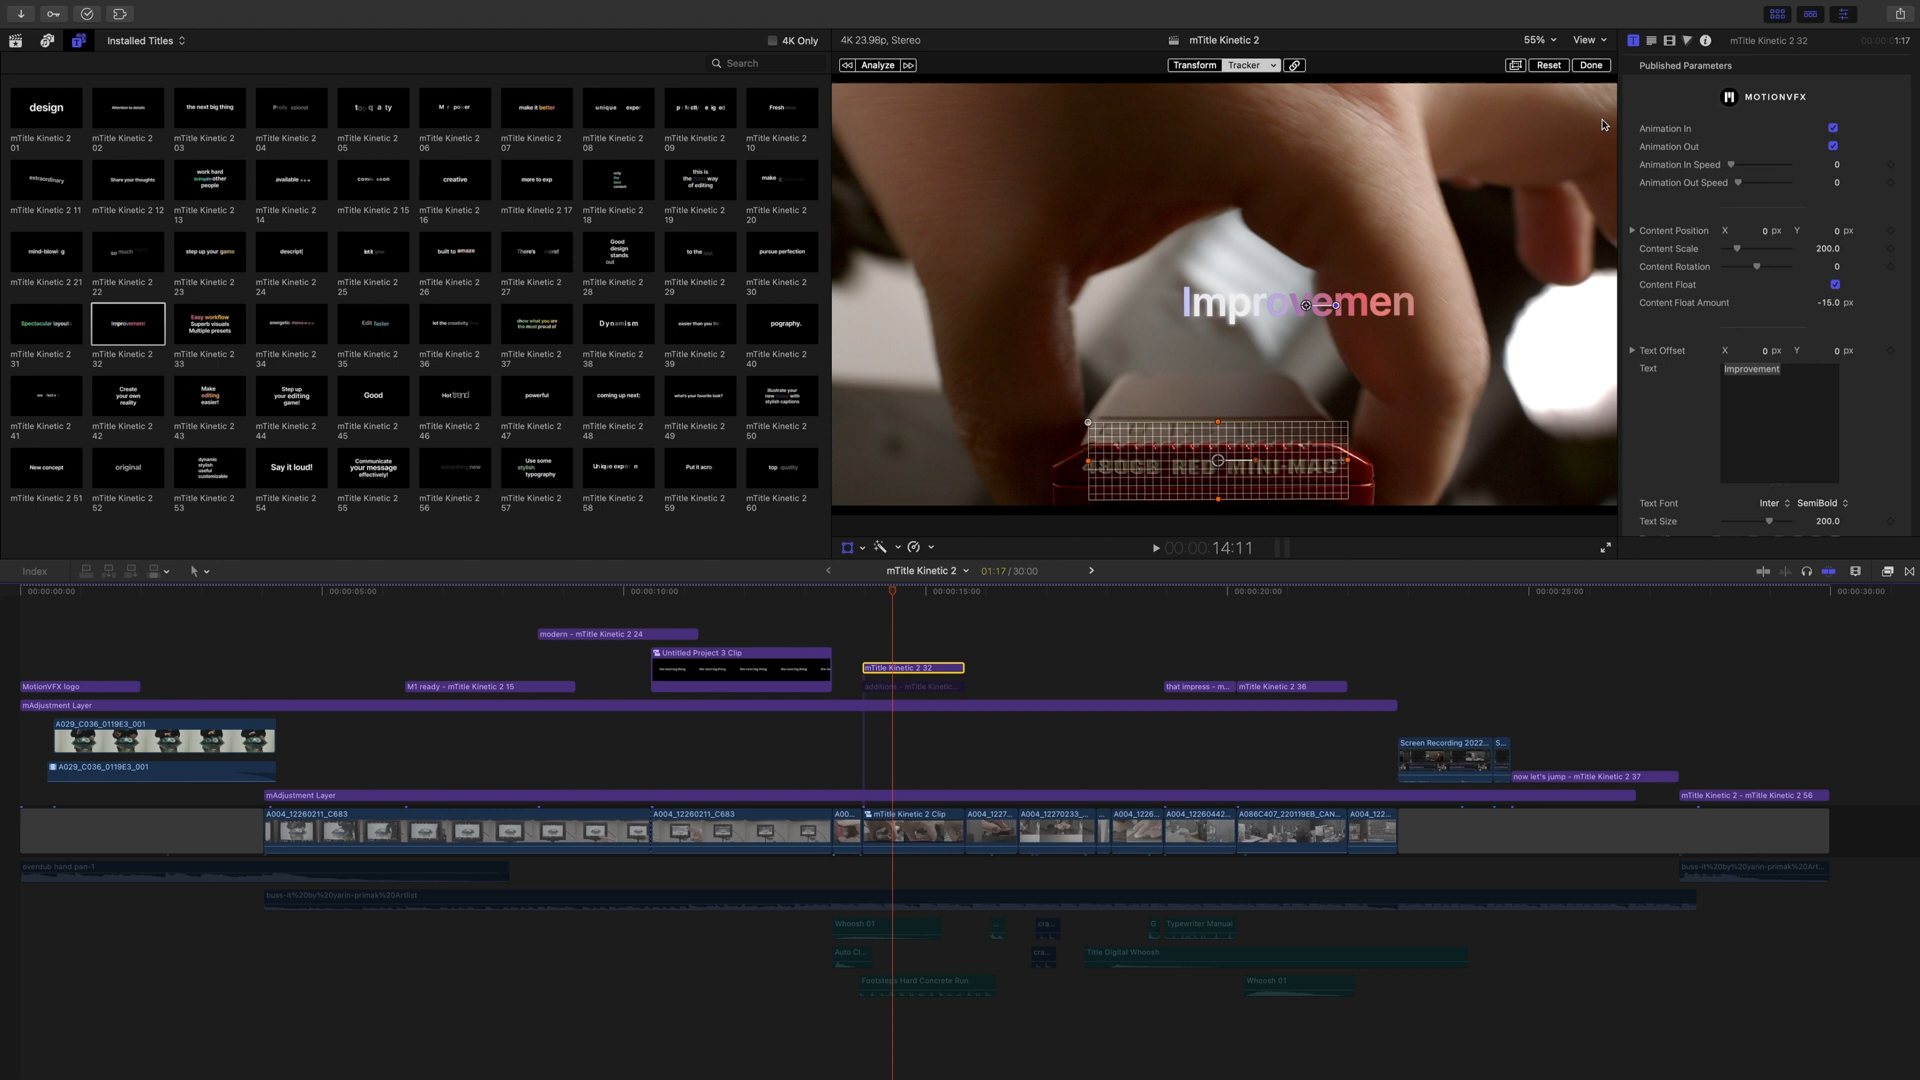 Installed Titles
4K Only
4K 23.98p, Stereo
mTitle Kinetic 2
55%
View
mTitle Kinetic 2 32
1:17
Search
Analyze
Transform
Tracker
Reset
Done
Published Parameters
MOTIONVFX
design
the next big thing
make it better
mTitle Kinetic 2 01
mTitle Kinetic 2 02
mTitle Kinetic 2 03
mTitle Kinetic 2 04
mTitle Kinetic 2 05
mTitle Kinetic 2 06
mTitle Kinetic 2 07
mTitle Kinetic 2 08
mTitle Kinetic 2 09
mTitle Kinetic 2 10
extraordinary
Share your thoughts
work hard
other
people
available
creative
more to exp
this is
the way
of editing
make
mTitle Kinetic 2 11
mTitle Kinetic 2 12
mTitle Kinetic 2 13
mTitle Kinetic 2 14
mTitle Kinetic 2 15
mTitle Kinetic 2 16
mTitle Kinetic 2 17
mTitle Kinetic 2 18
mTitle Kinetic 2 19
mTitle Kinetic 2 20
mind-blowi g
so much
step up your game
descript|
built to amaze
There's
Good
design
stands
out
to the
pursue perfection
mTitle Kinetic 2 21
mTitle Kinetic 2 22
mTitle Kinetic 2 23
mTitle Kinetic 2 24
mTitle Kinetic 2 25
mTitle Kinetic 2 26
mTitle Kinetic 2 27
mTitle Kinetic 2 28
mTitle Kinetic 2 29
mTitle Kinetic 2 30
Spectacular layout
Improvement
Easy workflow
Superb visuals
Multiple presets
energetic
Edit faster
let the creativity
show what you are
the most proud of
Dynamism
easier than you th
pography.
mTitle Kinetic 2 31
mTitle Kinetic 2 32
mTitle Kinetic 2 33
mTitle Kinetic 2 34
mTitle Kinetic 2 35
mTitle Kinetic 2 36
mTitle Kinetic 2 37
mTitle Kinetic 2 38
mTitle Kinetic 2 39
mTitle Kinetic 2 40
Create
your own
reality
Make
editing
easier!
Step up
your editing
game!
Good
Hot trend
powerful
coming up next:
what's your favorite look?
Illustrate your
new with
stylish captions
mTitle Kinetic 2 41
mTitle Kinetic 2 42
mTitle Kinetic 2 43
mTitle Kinetic 2 44
mTitle Kinetic 2 45
mTitle Kinetic 2 46
mTitle Kinetic 2 47
mTitle Kinetic 2 48
mTitle Kinetic 2 49
mTitle Kinetic 2 50
New concept
original
dynamic
stylish
useful
customizable
Say it loud!
Communicate
your message
effectively!
something new
Use some
stylish
typography
Put it acro
top quality
mTitle Kinetic 2 51
mTitle Kinetic 2 52
mTitle Kinetic 2 53
mTitle Kinetic 2 54
mTitle Kinetic 2 55
mTitle Kinetic 2 56
mTitle Kinetic 2 57
mTitle Kinetic 2 58
mTitle Kinetic 2 59
mTitle Kinetic 2 60
Improvemen
480GB RED MINI-MAG
Animation In
Animation Out
Animation In Speed 0
Animation Out Speed 0
Content Position X 0 px Y 0 px
Content Scale 200.0
Content Rotation 0
Content Float
Content Float Amount -15.0 px
Text Offset X 0 px Y 0 px
Text Improvement
Text Font Inter SemiBold
Text Size 200.0
00:00:14:11
Index
mTitle Kinetic 2
01:17 / 30:00
00:00:00:00
00:00:05:00
00:00:10:00
00:00:15:00
00:00:20:00
00:00:25:00
00:00:30:00
modern - mTitle Kinetic 2 24
Untitled Project 3 Clip
mTitle Kinetic 2 32
MotionVFX logo
M1 ready - mTitle Kinetic 2 15
additions - mTitle Kinetic...
that impress - m...
mTitle Kinetic 2 36
mAdjustment Layer
A029_C036_0119E3_001
Screen Recording 2022...
S...
A029_C036_0119E3_001
now let's jump - mTitle Kinetic 2 37
mAdjustment Layer
mTitle Kinetic 2 - mTitle Kinetic 2 56
A004_12260211_C683
A004_12260211_C683
A00...
mTitle Kinetic 2 Clip
A004_1227...
A004_12270233_...
...
A004_1226...
A004_12260442...
A086C407_220119EB_CAN...
A004_122...
overdub hand pen-1
buss-it%20by%20yarin-primak%20Art...
buss-it%20by%20yarin-primak%20Artlist
Whoosh 01
...
cra...
G
Typewriter Manual
Auto Cl...
cra...
Title Digital Whoosh
Footsteps Hard Concrete Run
Whoosh 01